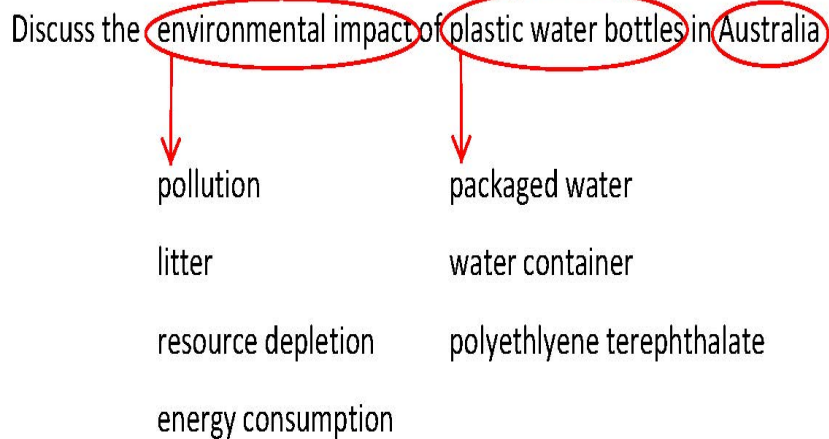 Discuss the environmental impact of plastic water bottles in Australia
pollution packaged water
litter water container
resource depletion polyethlyene terephthalate
energy consumption